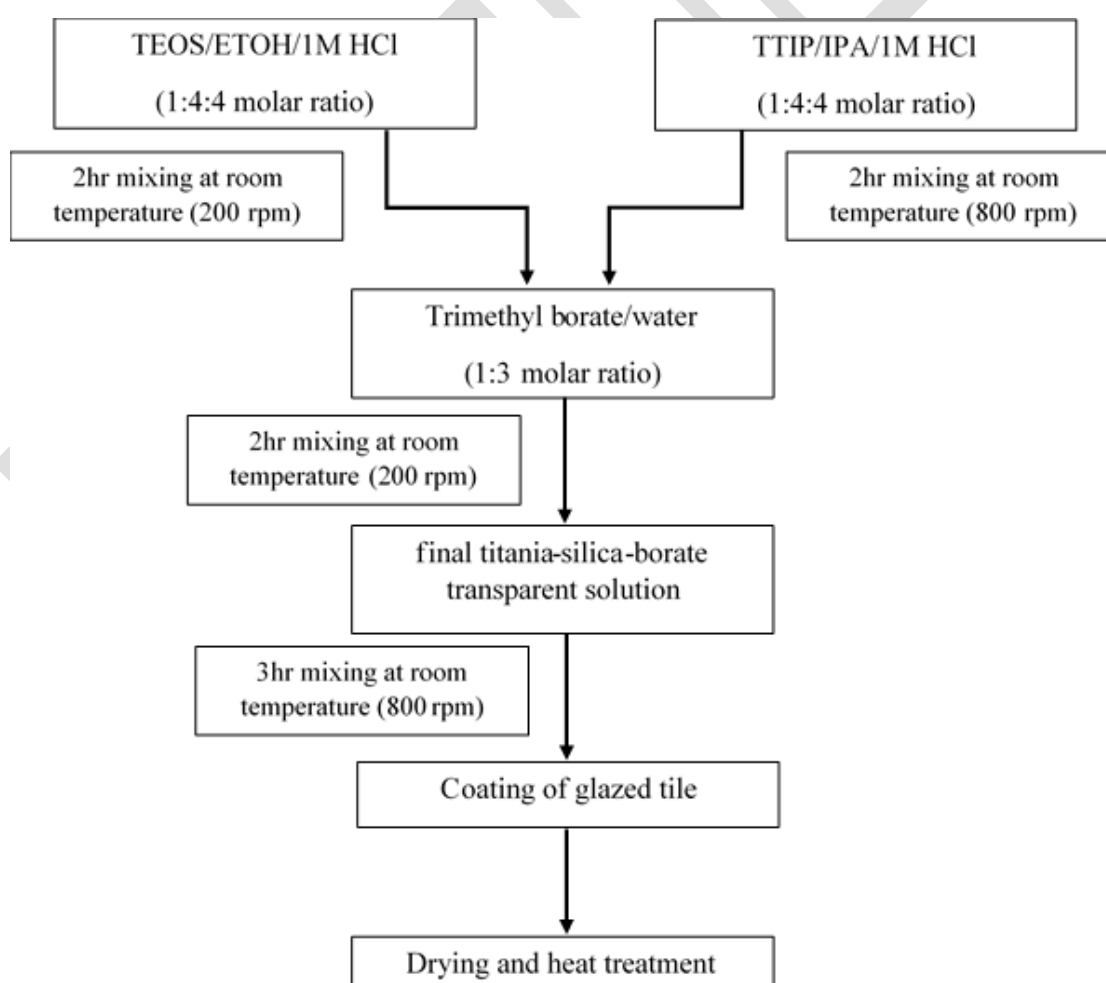 TEOS/ETOH/1M HCl
(1:4:4 molar ratio)
TTIP/IPA/1M HCl
(1:4:4 molar ratio)
2hr mixing at room
temperature (200 rpm)
2hr mixing at room
temperature (800 rpm)
Trimethyl borate/water
(1:3 molar ratio)
2hr mixing at room
temperature (200 rpm)
final titania-silica-borate
transparent solution
3hr mixing at room
temperature (800 rpm)
Coating of glazed tile
Drying and heat treatment